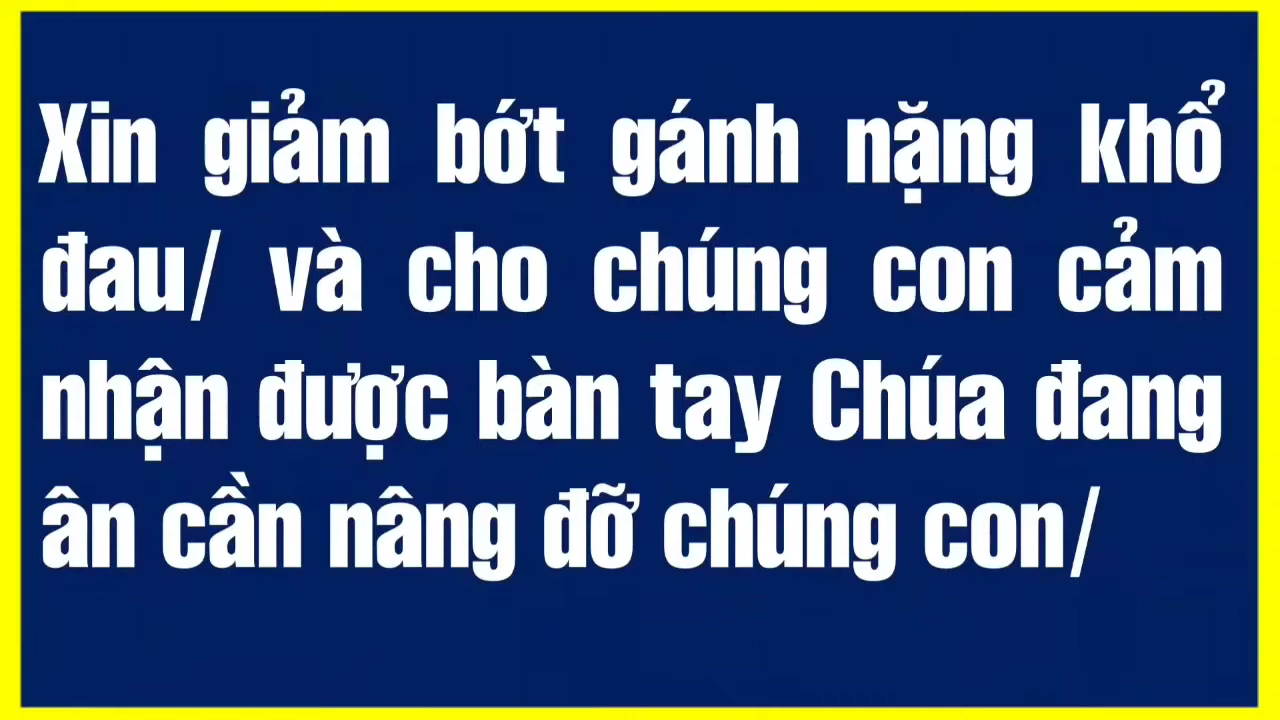 Xin giảm bớt gánh nặng khổ
đau/ và cho chúng con cảm
nhận được bàn tay Chúa đang
ân cần nâng đỡ chúng con/